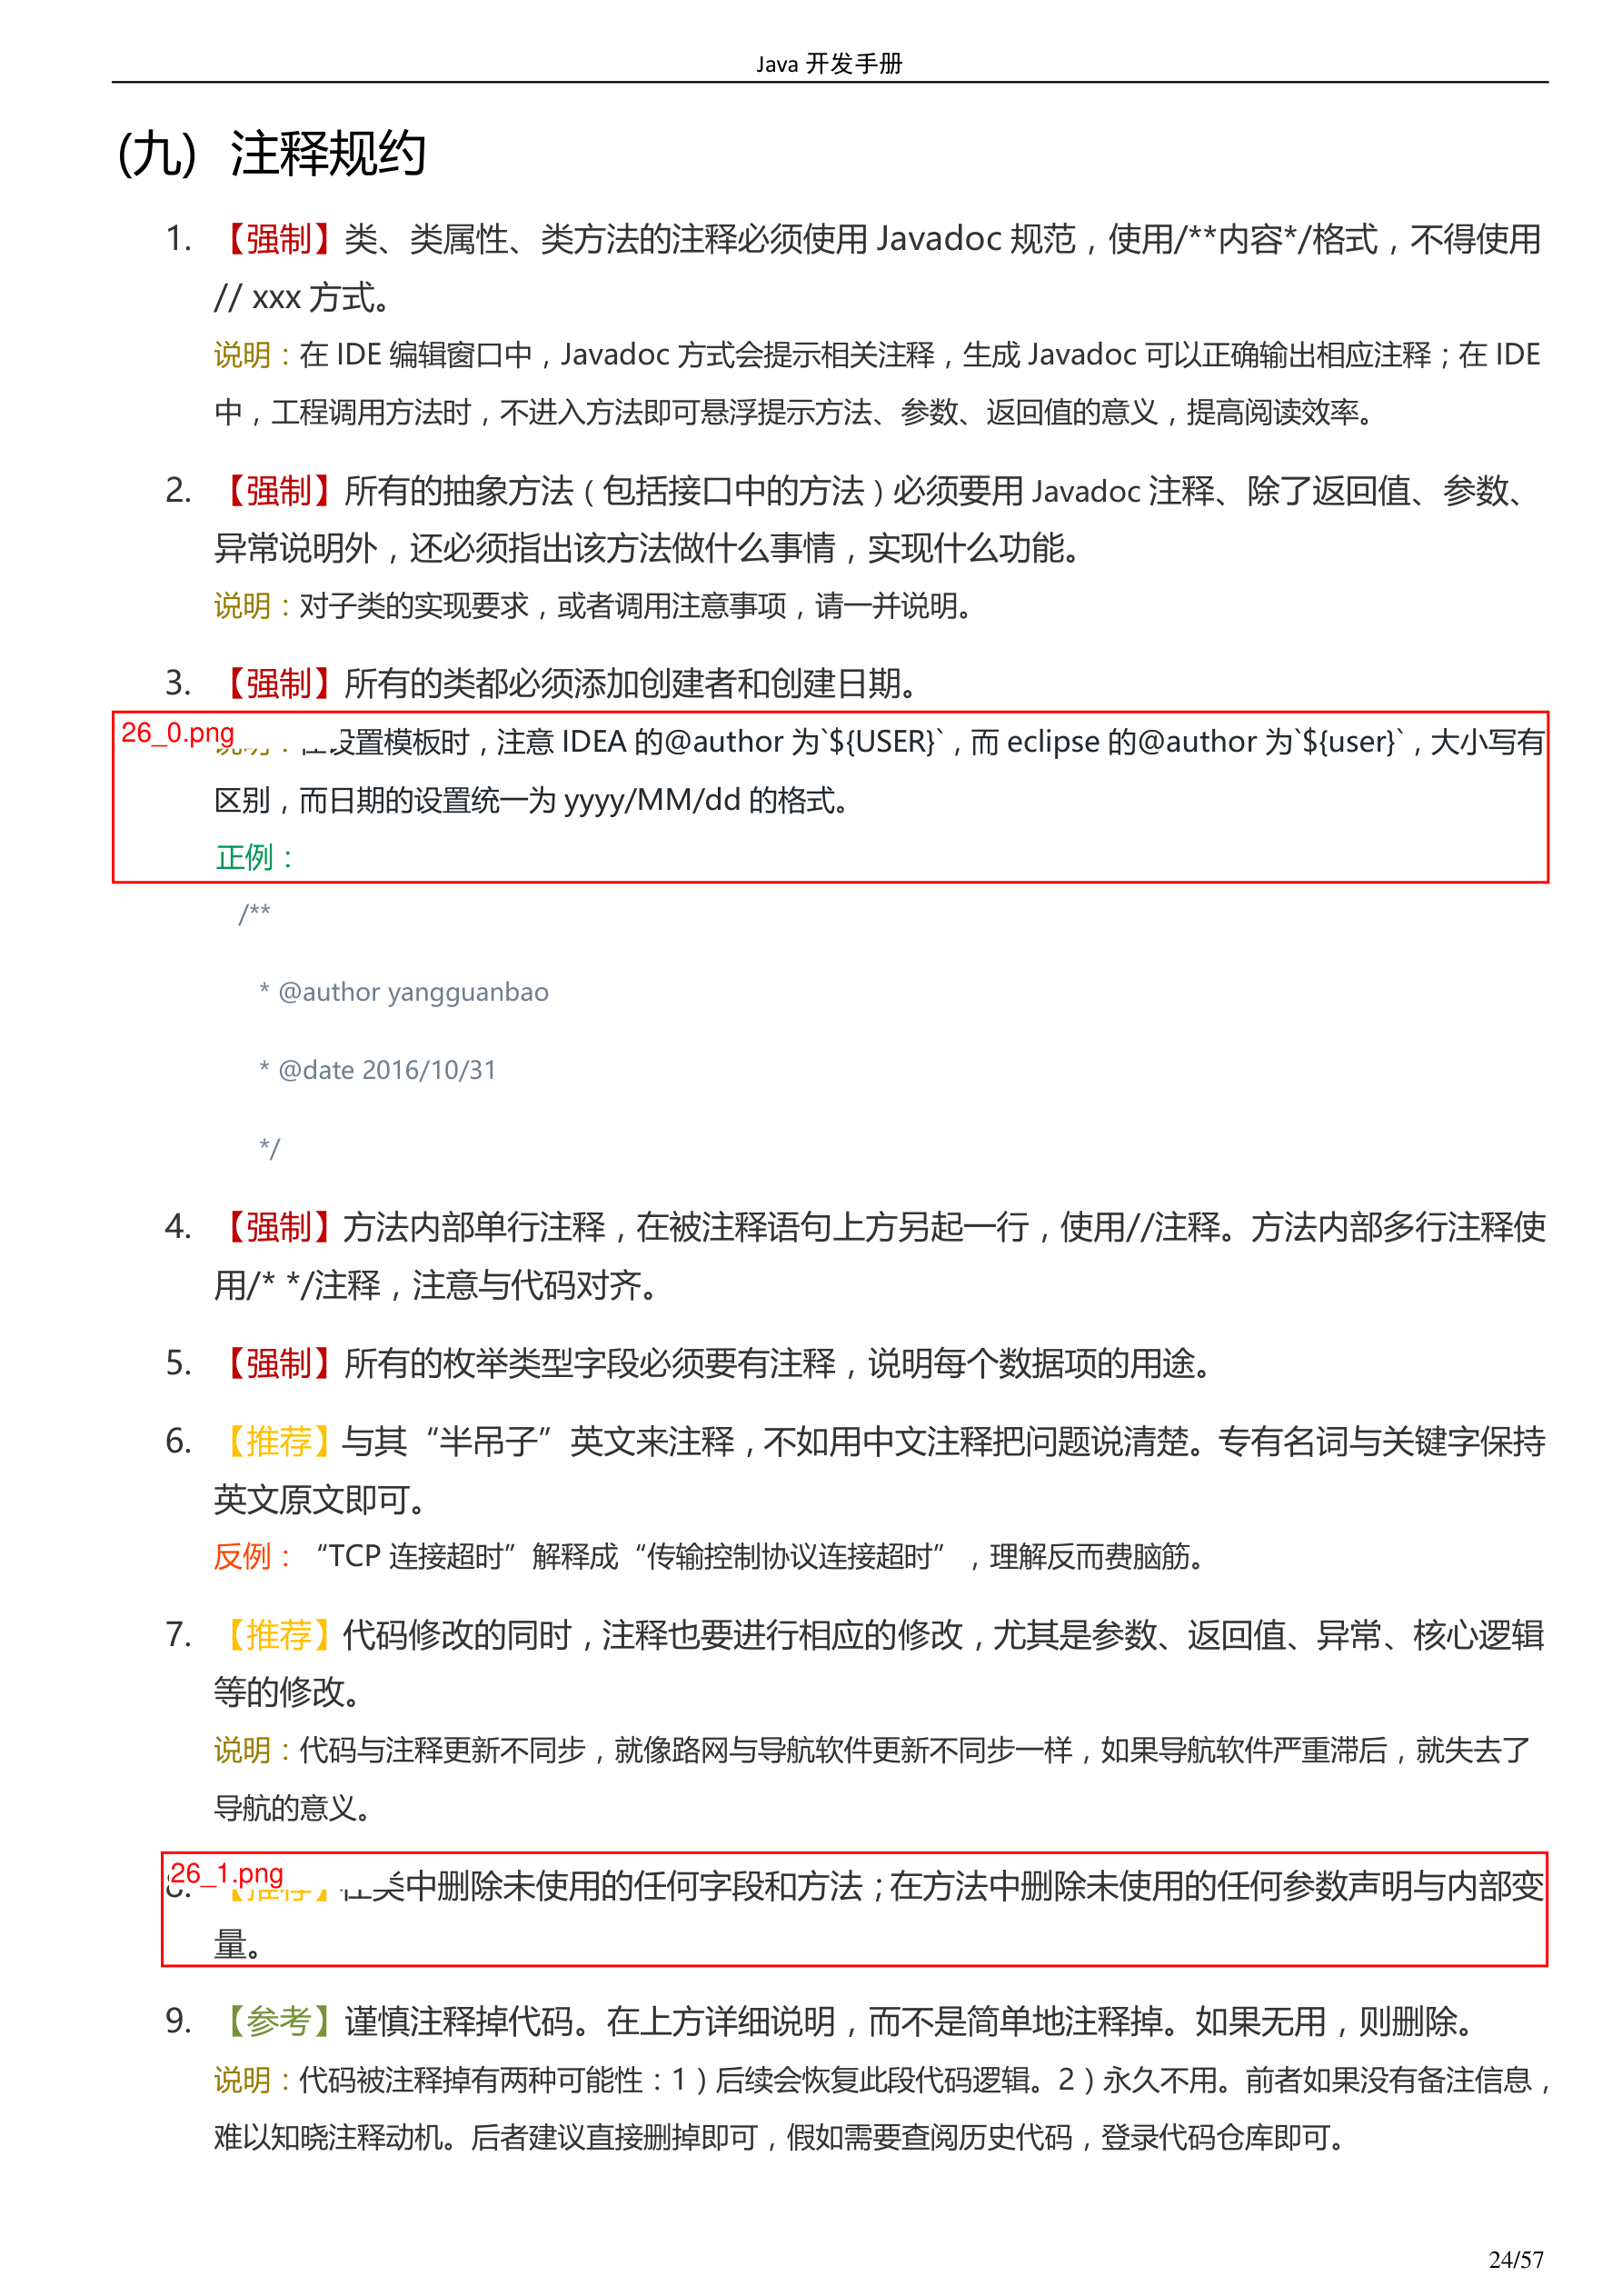 Java 开发手册
(九) 注释规约
1. 【强制】类、类属性、类方法的注释必须使用 Javadoc 规范，使用/**内容*/格式，不得使用
// xxx 方式。
说明：在 IDE 编辑窗口中，Javadoc 方式会提示相关注释，生成 Javadoc 可以正确输出相应注释；在 IDE
中，工程调用方法时，不进入方法即可悬浮提示方法、参数、返回值的意义，提高阅读效率。
2. 【强制】所有的抽象方法（包括接口中的方法）必须要用 Javadoc 注释、除了返回值、参数、
异常说明外，还必须指出该方法做什么事情，实现什么功能。
说明：对子类的实现要求，或者调用注意事项，请一并说明。
3. 【强制】所有的类都必须添加创建者和创建日期。
26_0.png
设置模板时，注意 IDEA 的@author 为`${USER}`，而 eclipse 的@author 为`${user}`，大小写有
区别，而日期的设置统一为 yyyy/MM/dd 的格式。
正例：
/**
* @author yangguanbao
* @date 2016/10/31
*/
4. 【强制】方法内部单行注释，在被注释语句上方另起一行，使用//注释。方法内部多行注释使
用/* */注释，注意与代码对齐。
5. 【强制】所有的枚举类型字段必须要有注释，说明每个数据项的用途。
6. 【推荐】与其“半吊子”英文来注释，不如用中文注释把问题说清楚。专有名词与关键字保持
英文原文即可。
反例：“TCP 连接超时”解释成“传输控制协议连接超时”，理解反而费脑筋。
7. 【推荐】代码修改的同时，注释也要进行相应的修改，尤其是参数、返回值、异常、核心逻辑
等的修改。
说明：代码与注释更新不同步，就像路网与导航软件更新不同步一样，如果导航软件严重滞后，就失去了
导航的意义。
26_1.png
类中删除未使用的任何字段和方法；在方法中删除未使用的任何参数声明与内部变
量。
9. 【参考】谨慎注释掉代码。在上方详细说明，而不是简单地注释掉。如果无用，则删除。
说明：代码被注释掉有两种可能性：1）后续会恢复此段代码逻辑。2）永久不用。前者如果没有备注信息，
难以知晓注释动机。后者建议直接删掉即可，假如需要查阅历史代码，登录代码仓库即可。
24/57